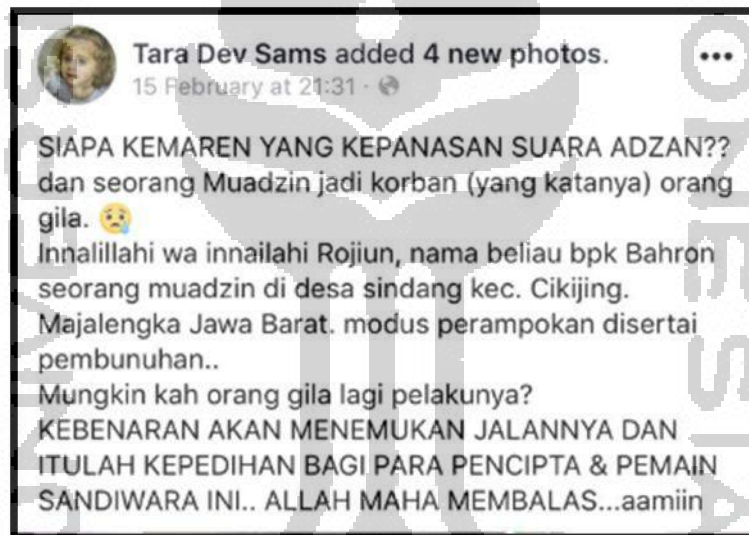 Tara Dev Sams added 4 new photos.
15 February at 21:31 ·
SIAPA KEMAREN YANG KEPANASAN SUARA ADZAN??
dan seorang Muadzin jadi korban (yang katanya) orang
gila. 😢
Innalillahi wa innailahi Rojiun, nama beliau bpk Bahron
seorang muadzin di desa sindang kec. Cikijing.
Majalengka Jawa Barat. modus perampokan disertai
pembunuhan..
Mungkin kah orang gila lagi pelakunya?
KEBENARAN AKAN MENEMUKAN JALANNYA DAN
ITULAH KEPEDIHAN BAGI PARA PENCIPTA & PEMAIN
SANDIWARA INI.. ALLAH MAHA MEMBALAS...aamiin